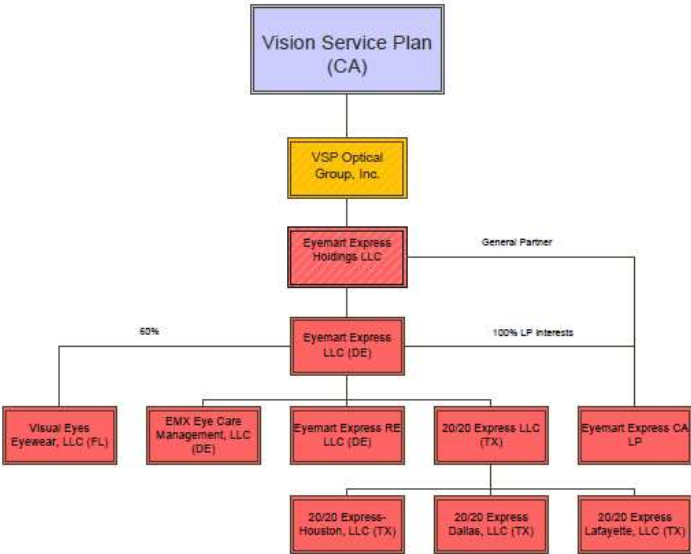 Vision Service Plan
(CA)
VSP Optical
Group, Inc.
Eyemart Express
Holdings LLC
General Partner
60%
Eyemart Express
LLC (DE)
100% LP Interests
Visual Eyes
Eyewear, LLC (FL)
EMX Eye Care
Management, LLC
(DE)
Eyemart Express RE
LLC (DE)
20/20 Express LLC
(TX)
Eyemart Express CA
LP
20/20 Express-
Houston, LLC (TX)
20/20 Express
Dallas, LLC (TX)
20/20 Express
Lafayette, LLC (TX)